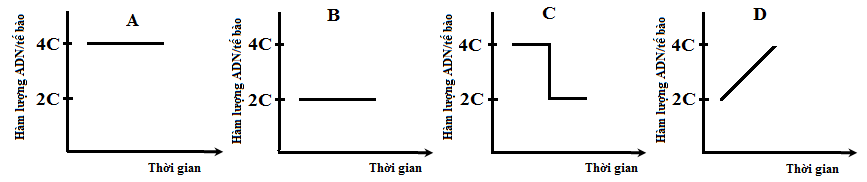 A
Hàm lượng ADN/tế bào
4C
2C
Thời gian
B
Hàm lượng ADN/tế bào
4C
2C
Thời gian
C
Hàm lượng ADN/tế bào
4C
2C
Thời gian
D
Hàm lượng ADN/tế bào
4C
2C
Thời gian